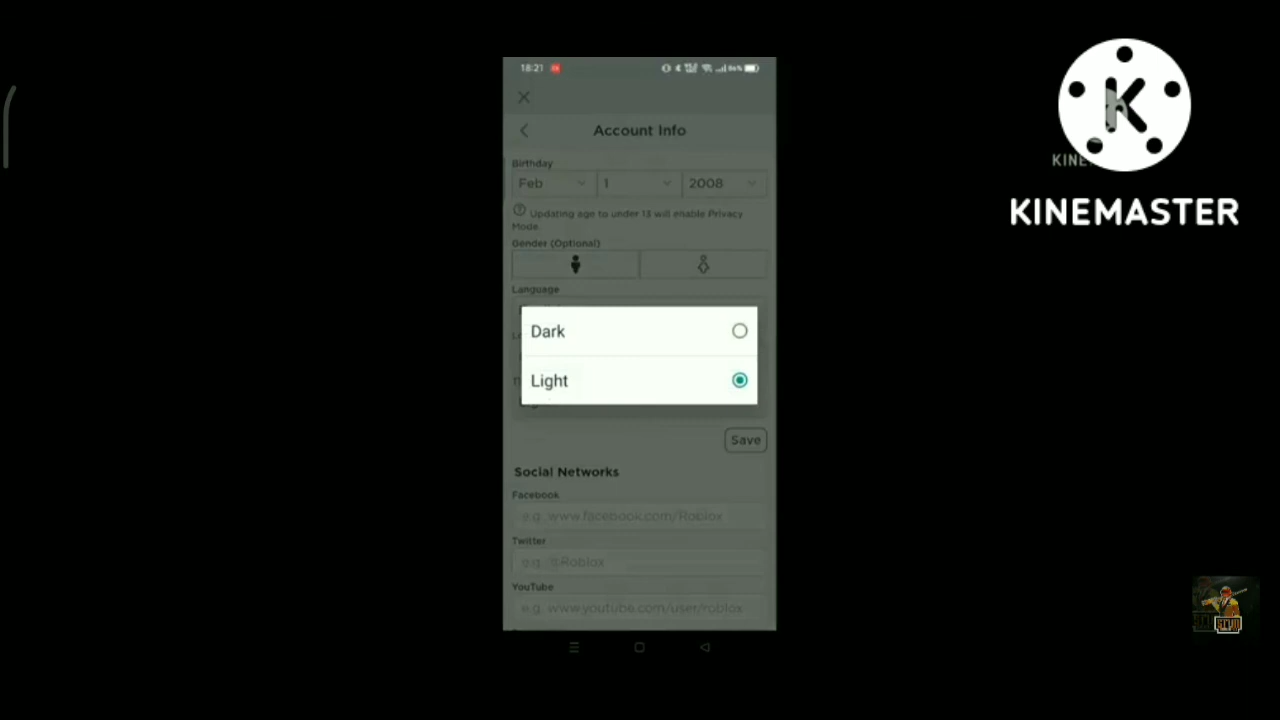 18:21
Account Info
Birthday
Feb
1
2008
Updating age to under 13 will enable Privacy
Mode.
Gender (Optional)
Language
Dark
Light
Save
Social Networks
Facebook
e.g. www.facebook.com/Roblox
Twitter
e.g. @Roblox
YouTube
e.g. www.youtube.com/user/roblox
KINE
KINEMASTER